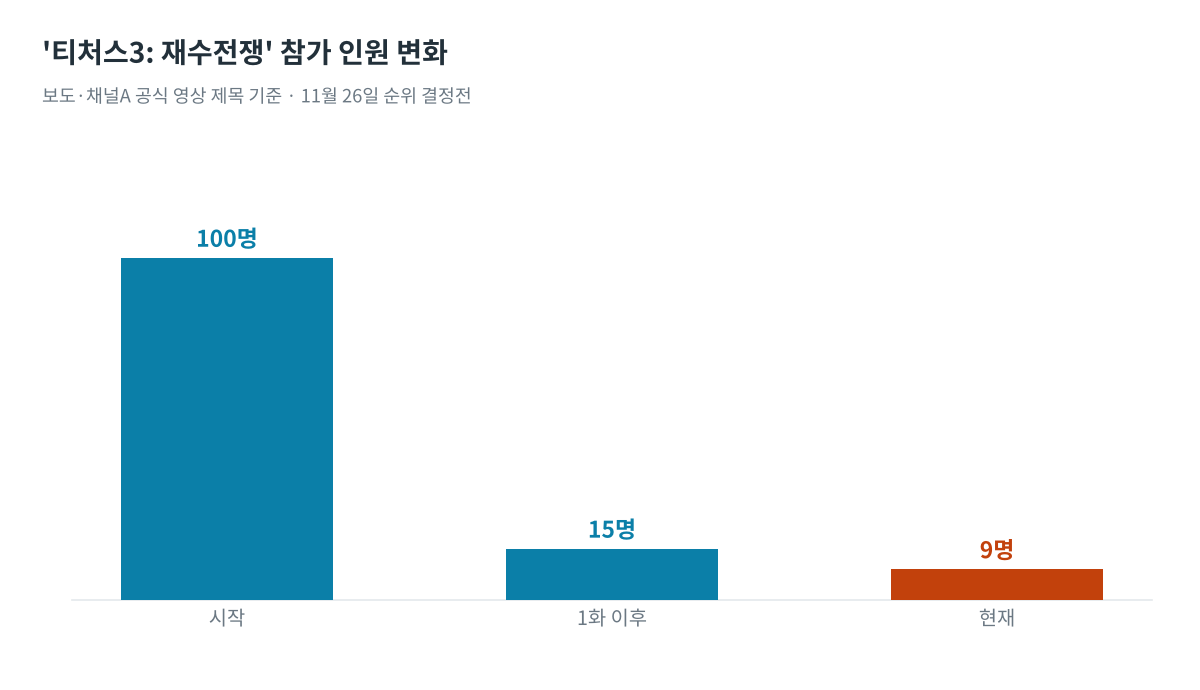 '티처스3: 재수전쟁' 참가 인원 변화
보도·채널A 공식 영상 제목 기준 · 11월 26일 순위 결정전
100명
15명
9명
시작
1화 이후
현재